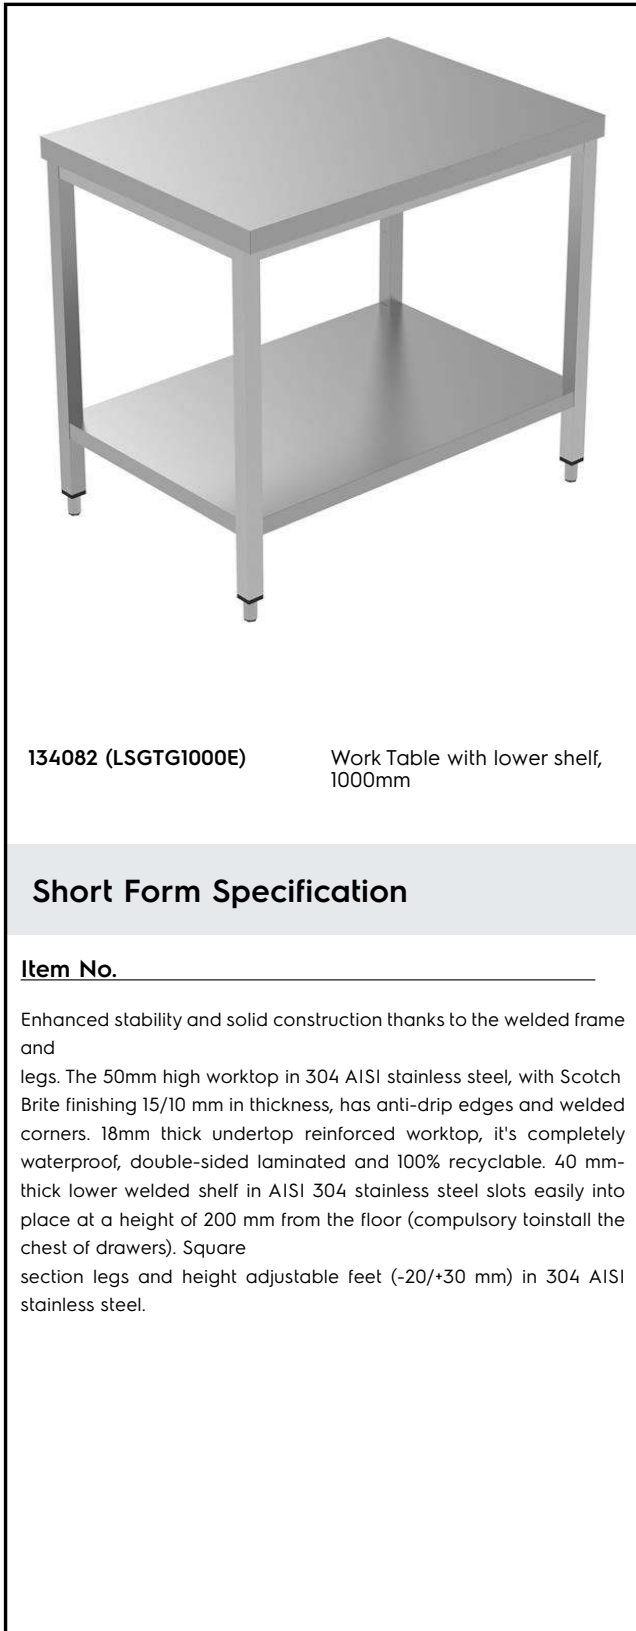 134082 (LSGTG1000E)
Work Table with lower shelf,
1000mm
Short Form Specification
Item No.
Enhanced stability and solid construction thanks to the welded frame
and
legs. The 50mm high worktop in 304 AISI stainless steel, with Scotch
Brite finishing 15/10 mm in thickness, has anti-drip edges and welded
corners. 18mm thick undertop reinforced worktop, it's completely
waterproof, double-sided laminated and 100% recyclable. 40 mm-
thick lower welded shelf in AISI 304 stainless steel slots easily into
place at a height of 200 mm from the floor (compulsory toinstall the
chest of drawers). Square
section legs and height adjustable feet (-20/+30 mm) in 304 AISI
stainless steel.